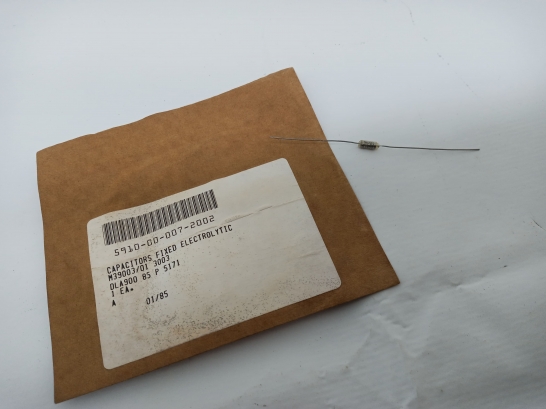 5910-00-007-2002
CAPACITORS FIXED ELECTROLYTIC
M39003/01 3003
DLA900 85 P 5171
1 EA.
A 01/85